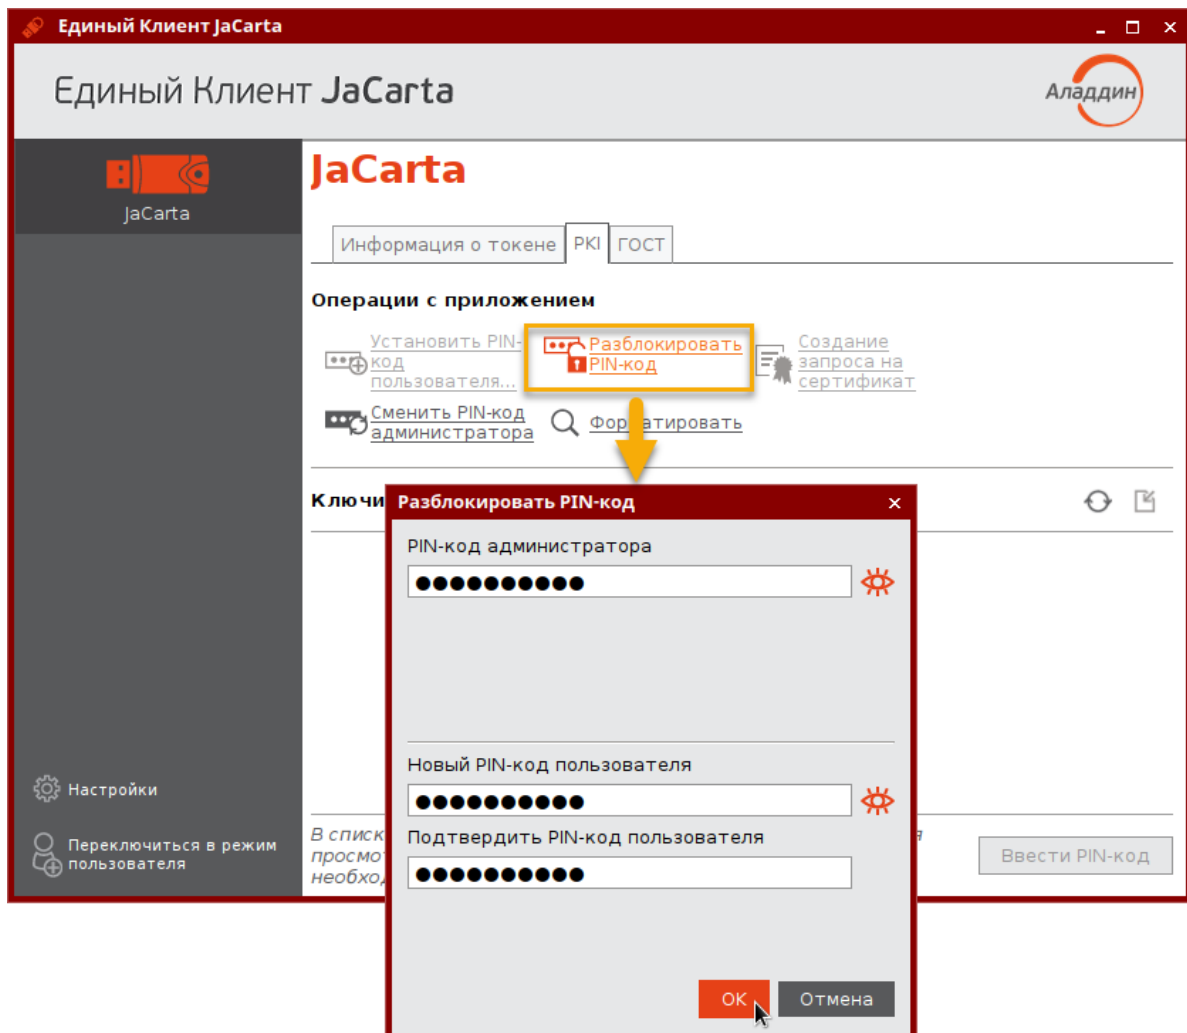 Единый Клиент JaCarta
Единый Клиент JaCarta
Аладдин
JaCarta
JaCarta
Информация о токене
PKI
ГОСТ
Операции с приложением
Установить PIN-
код
пользователя...
Разблокировать
PIN-код
Создание
запроса на
сертификат
Сменить PIN-код
администратора
Ключи
Разблокировать PIN-код
PIN-код администратора
Новый PIN-код пользователя
Подтвердить PIN-код пользователя
OK
Отмена
Настройки
Переключиться в режим
пользователя
В
Ввести PIN-код